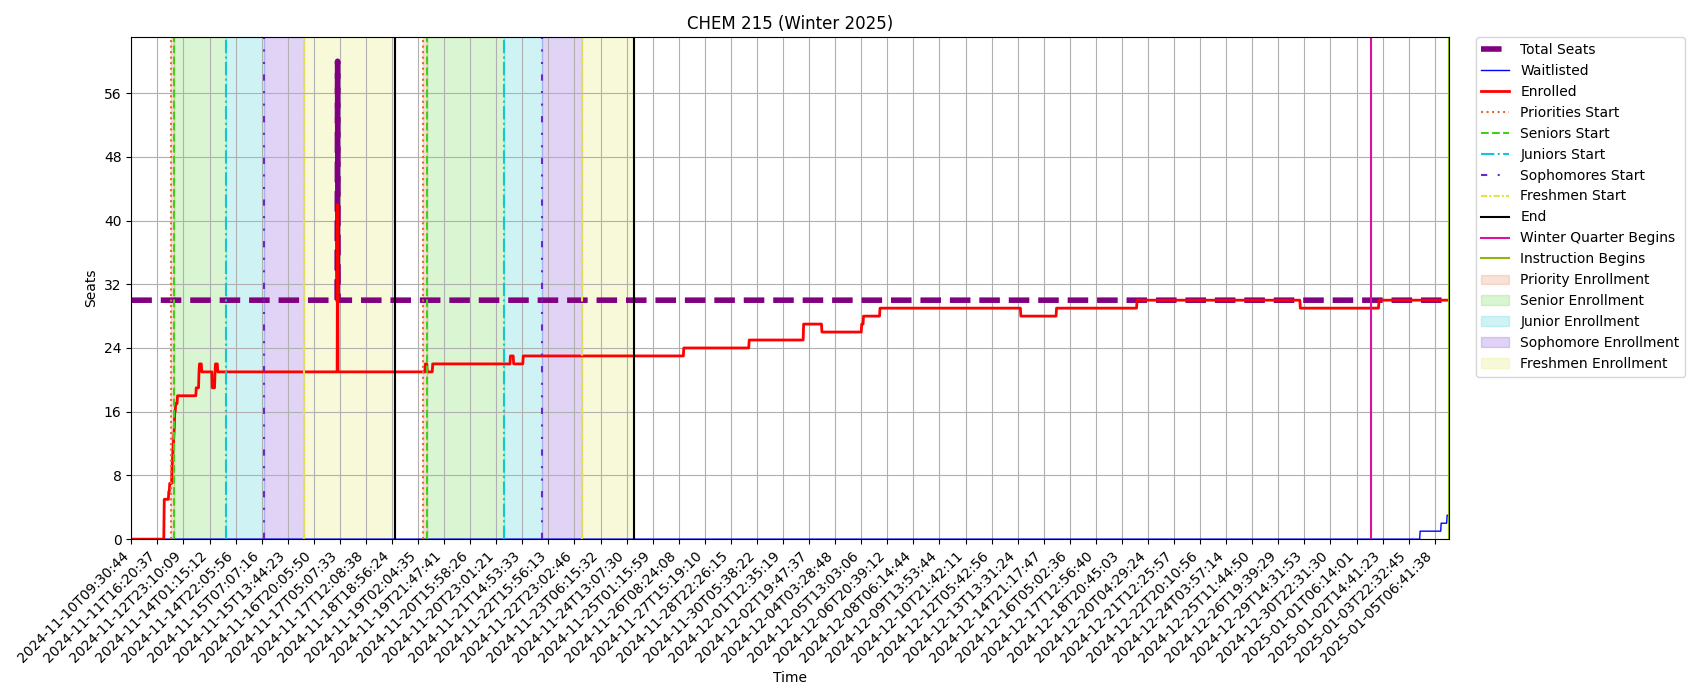 CHEM 215 (Winter 2025)
Seats
56
48
40
32
24
16
8
0
2024-11-10T09:30:44
2024-11-11T16:20:37
2024-11-12T23:10:09
2024-11-14T01:15:12
2024-11-14T22:05:56
2024-11-15T07:07:16
2024-11-15T13:44:23
2024-11-16T20:05:50
2024-11-17T05:07:33
2024-11-17T12:08:38
2024-11-18T18:56:24
2024-11-19T02:04:35
2024-11-19T21:47:41
2024-11-20T15:58:26
2024-11-20T23:01:21
2024-11-21T14:53:33
2024-11-22T15:56:13
2024-11-22T23:02:46
2024-11-23T06:15:32
2024-11-24T13:07:30
2024-11-25T01:15:59
2024-11-26T08:24:08
2024-11-27T15:19:10
2024-11-28T22:26:15
2024-11-30T05:38:22
2024-12-01T12:35:19
2024-12-02T19:47:37
2024-12-04T03:28:48
2024-12-05T13:03:06
2024-12-06T20:39:12
2024-12-08T06:14:44
2024-12-09T13:53:44
2024-12-10T21:42:11
2024-12-12T05:42:56
2024-12-13T13:31:24
2024-12-14T21:17:47
2024-12-16T05:02:36
2024-12-17T12:56:40
2024-12-18T20:45:03
2024-12-20T04:29:24
2024-12-21T12:25:57
2024-12-22T20:10:56
2024-12-24T03:57:14
2024-12-25T11:44:50
2024-12-26T19:39:29
2024-12-29T14:31:53
2024-12-30T22:31:30
2025-01-01T06:14:01
2025-01-02T14:41:23
2025-01-03T22:32:45
2025-01-05T06:41:38
Time
Total Seats
Waitlisted
Enrolled
Priorities Start
Seniors Start
Juniors Start
Sophomores Start
Freshmen Start
End
Winter Quarter Begins
Instruction Begins
Priority Enrollment
Senior Enrollment
Junior Enrollment
Sophomore Enrollment
Freshmen Enrollment